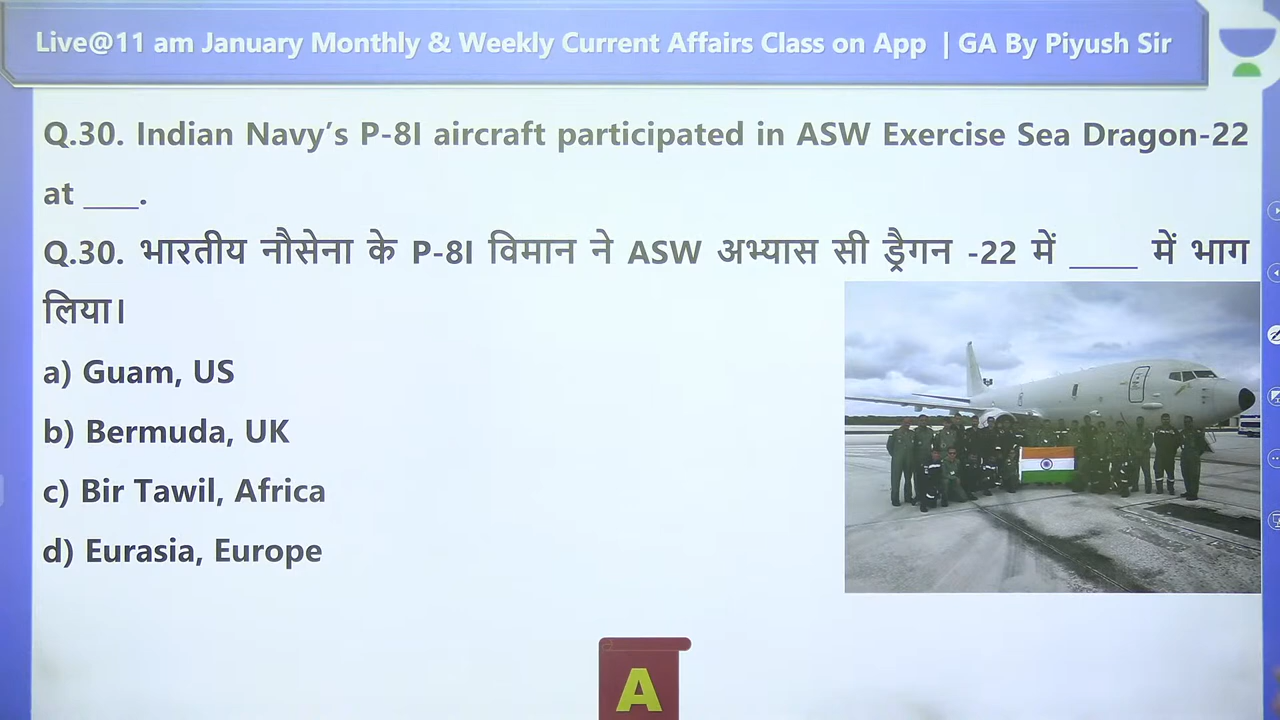 Live@11 am January Monthly & Weekly Current Affairs Class on App | GA By Piyush Sir
Q.30. Indian Navy’s P-8I aircraft participated in ASW Exercise Sea Dragon-22
at ___.
Q.30. भारतीय नौसेना के P-8I विमान ने ASW अभ्यास सी ड्रैगन -22 में ____ में भाग
लिया।
a) Guam, US
b) Bermuda, UK
c) Bir Tawil, Africa
d) Eurasia, Europe
A